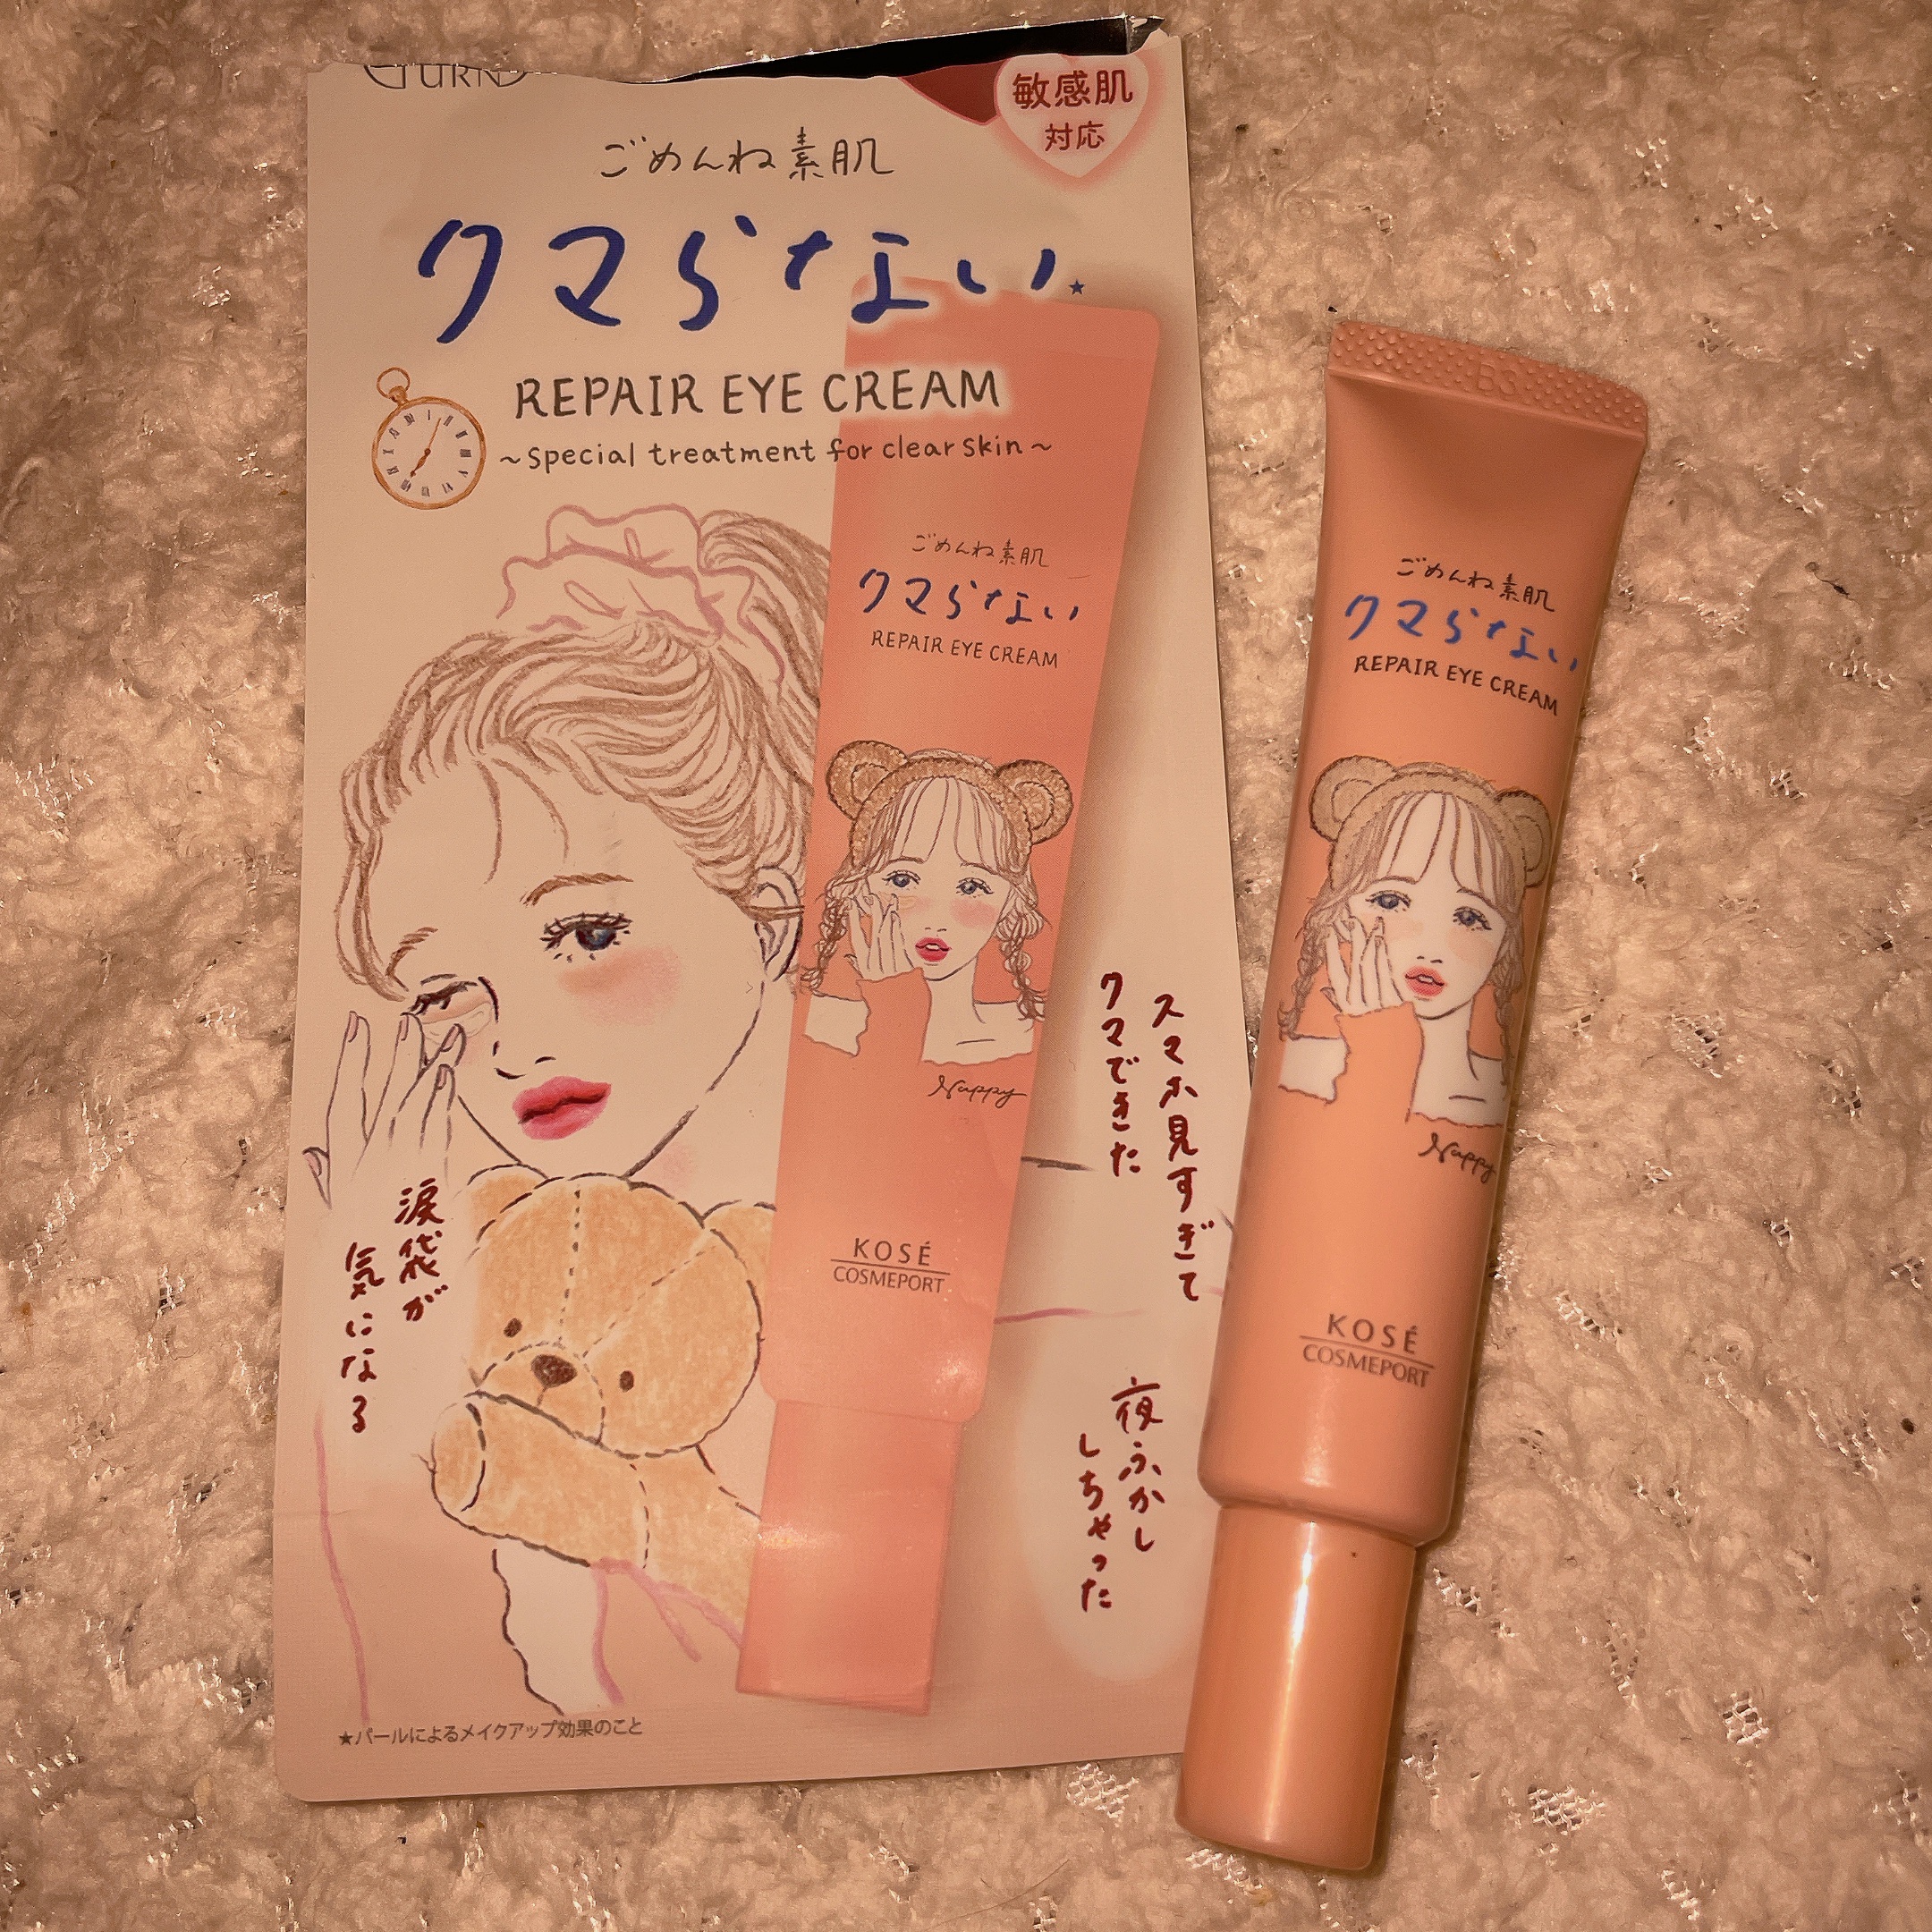 敏感肌
対応
ごめんね素肌
クマらない★
REPAIR EYE CREAM
~special treatment for clear skin~
ごめんね素肌
クマらない
REPAIR EYE CREAM
Nappy
KOSÉ
COSMEPORT
スマホ見すぎて
クマできた
涙袋が
気になる
夜ふかし
しちゃった
★パールによるメイクアップ効果のこと
ごめんね素肌
クマらない
REPAIR EYE CREAM
Nappy
KOSÉ
COSMEPORT